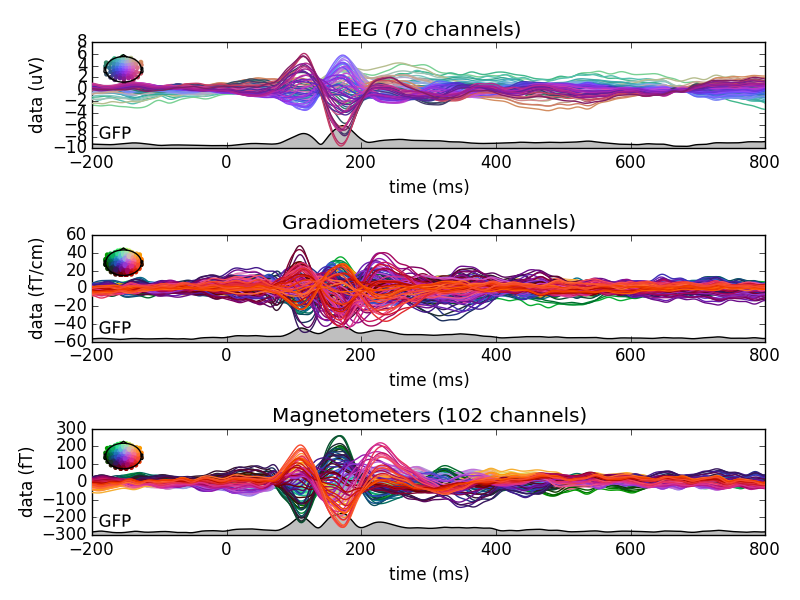 EEG (70 channels)
data (uV)
8
6
4
2
0
−2
−4
−6
−8
−10
GFP
−200 0 200 400 600 800
time (ms)
Gradiometers (204 channels)
data (fT/cm)
60
40
20
0
−20
−40
−60
GFP
−200 0 200 400 600 800
time (ms)
Magnetometers (102 channels)
data (fT)
300
200
100
0
−100
−200
−300
GFP
−200 0 200 400 600 800
time (ms)